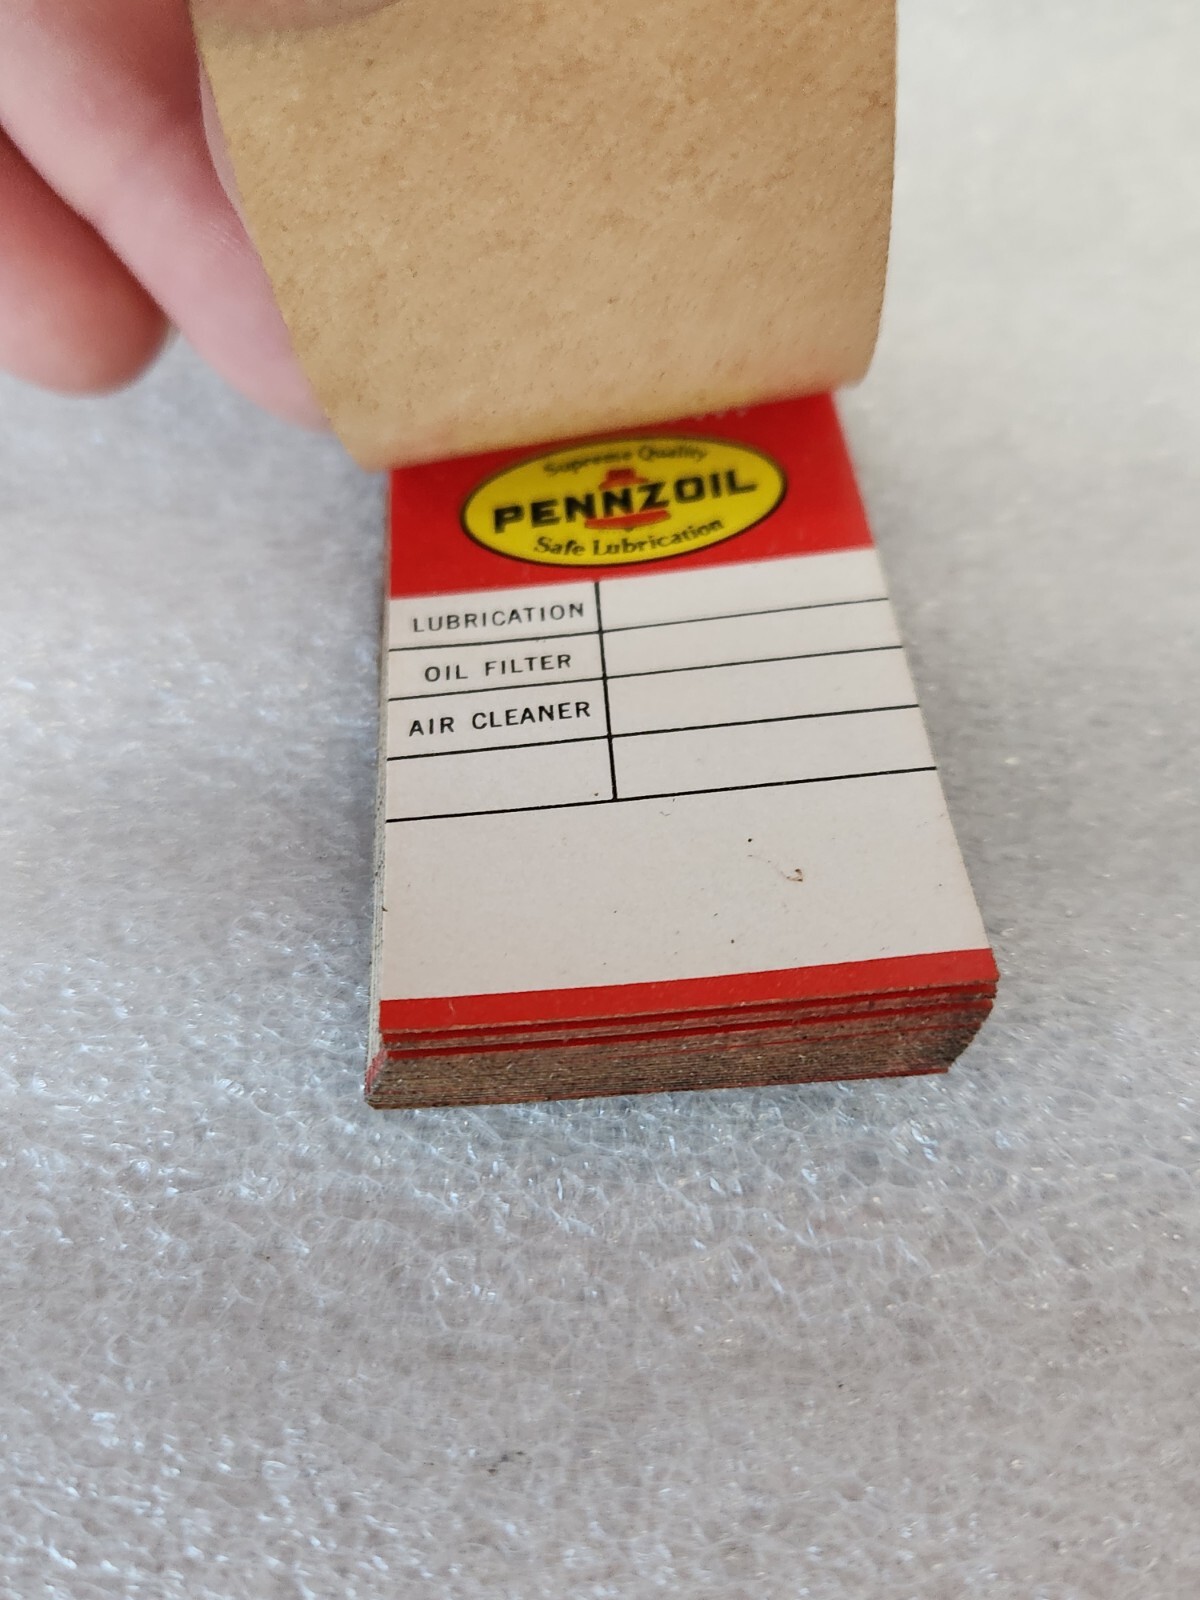 Supreme Quality
PENNZOIL
Safe Lubrication
LUBRICATION
OIL FILTER
AIR CLEANER